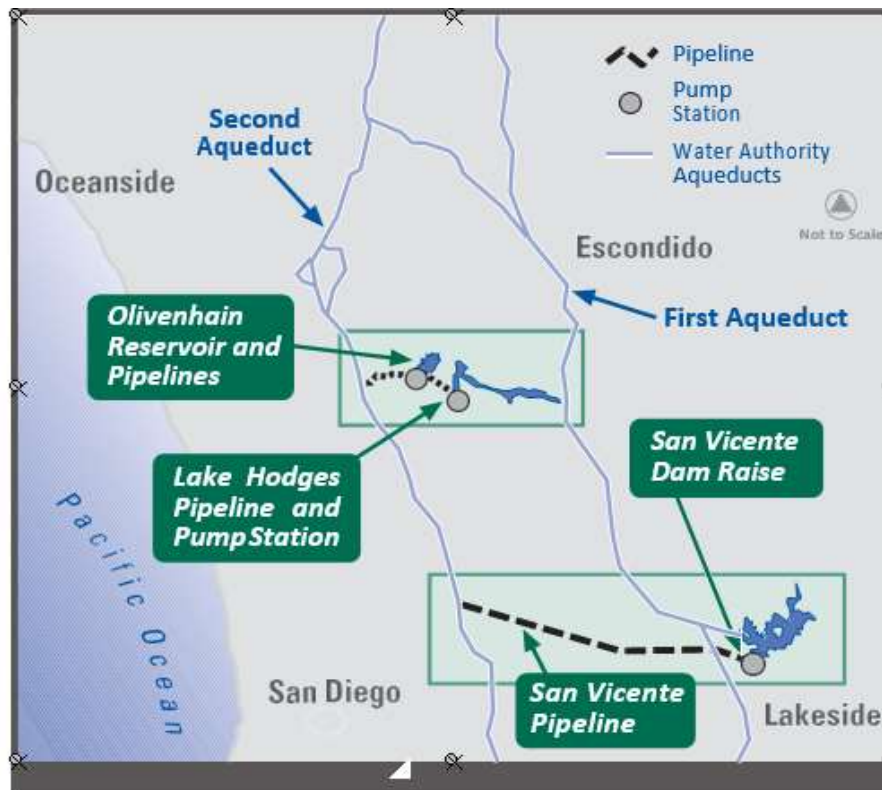 Pipeline
Pump
Station
Water Authority
Aqueducts
Not to Scale
Second
Aqueduct
Oceanside
Escondido
First Aqueduct
Olivenhain
Reservoir and
Pipelines
San Vicente
Dam Raise
Lake Hodges
Pipeline and
Pump Station
Pacific Ocean
San Diego
San Vicente
Pipeline
Lakeside